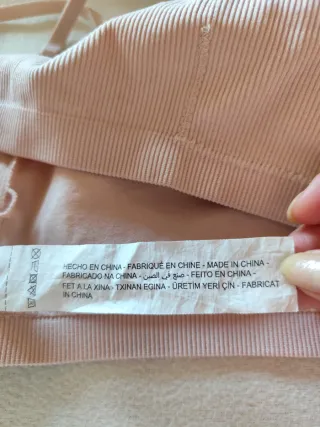 HECHO EN CHINA - FABRIQUÉ EN CHINE - MADE IN CHINA -
FABRICADO NA CHINA - صنع في الصين - FEITO EN CHINA -
FET A LA XINA - TXINAN EGINA - ÜRETİM YERİ ÇİN - FABRICAT
IN CHINA